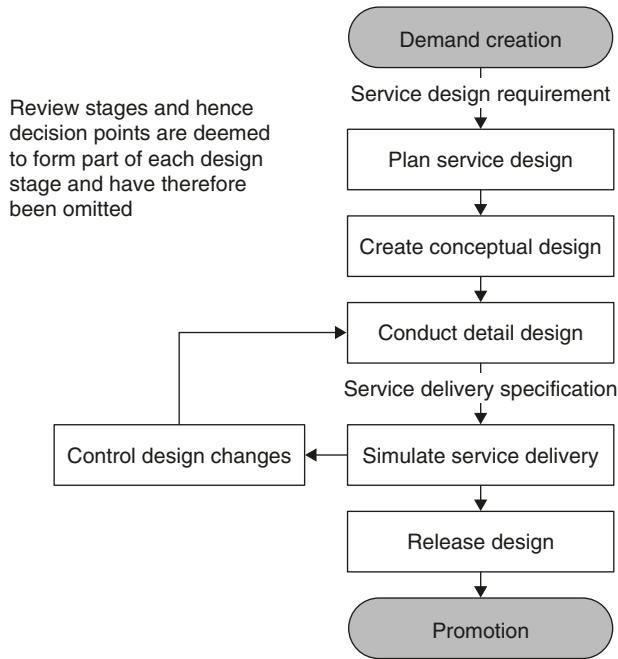 Demand creation
Review stages and hence
decision points are deemed
to form part of each design
stage and have therefore
been omitted
Service design requirement
Plan service design
Create conceptual design
Conduct detail design
Service delivery specification
Control design changes
Simulate service delivery
Release design
Promotion